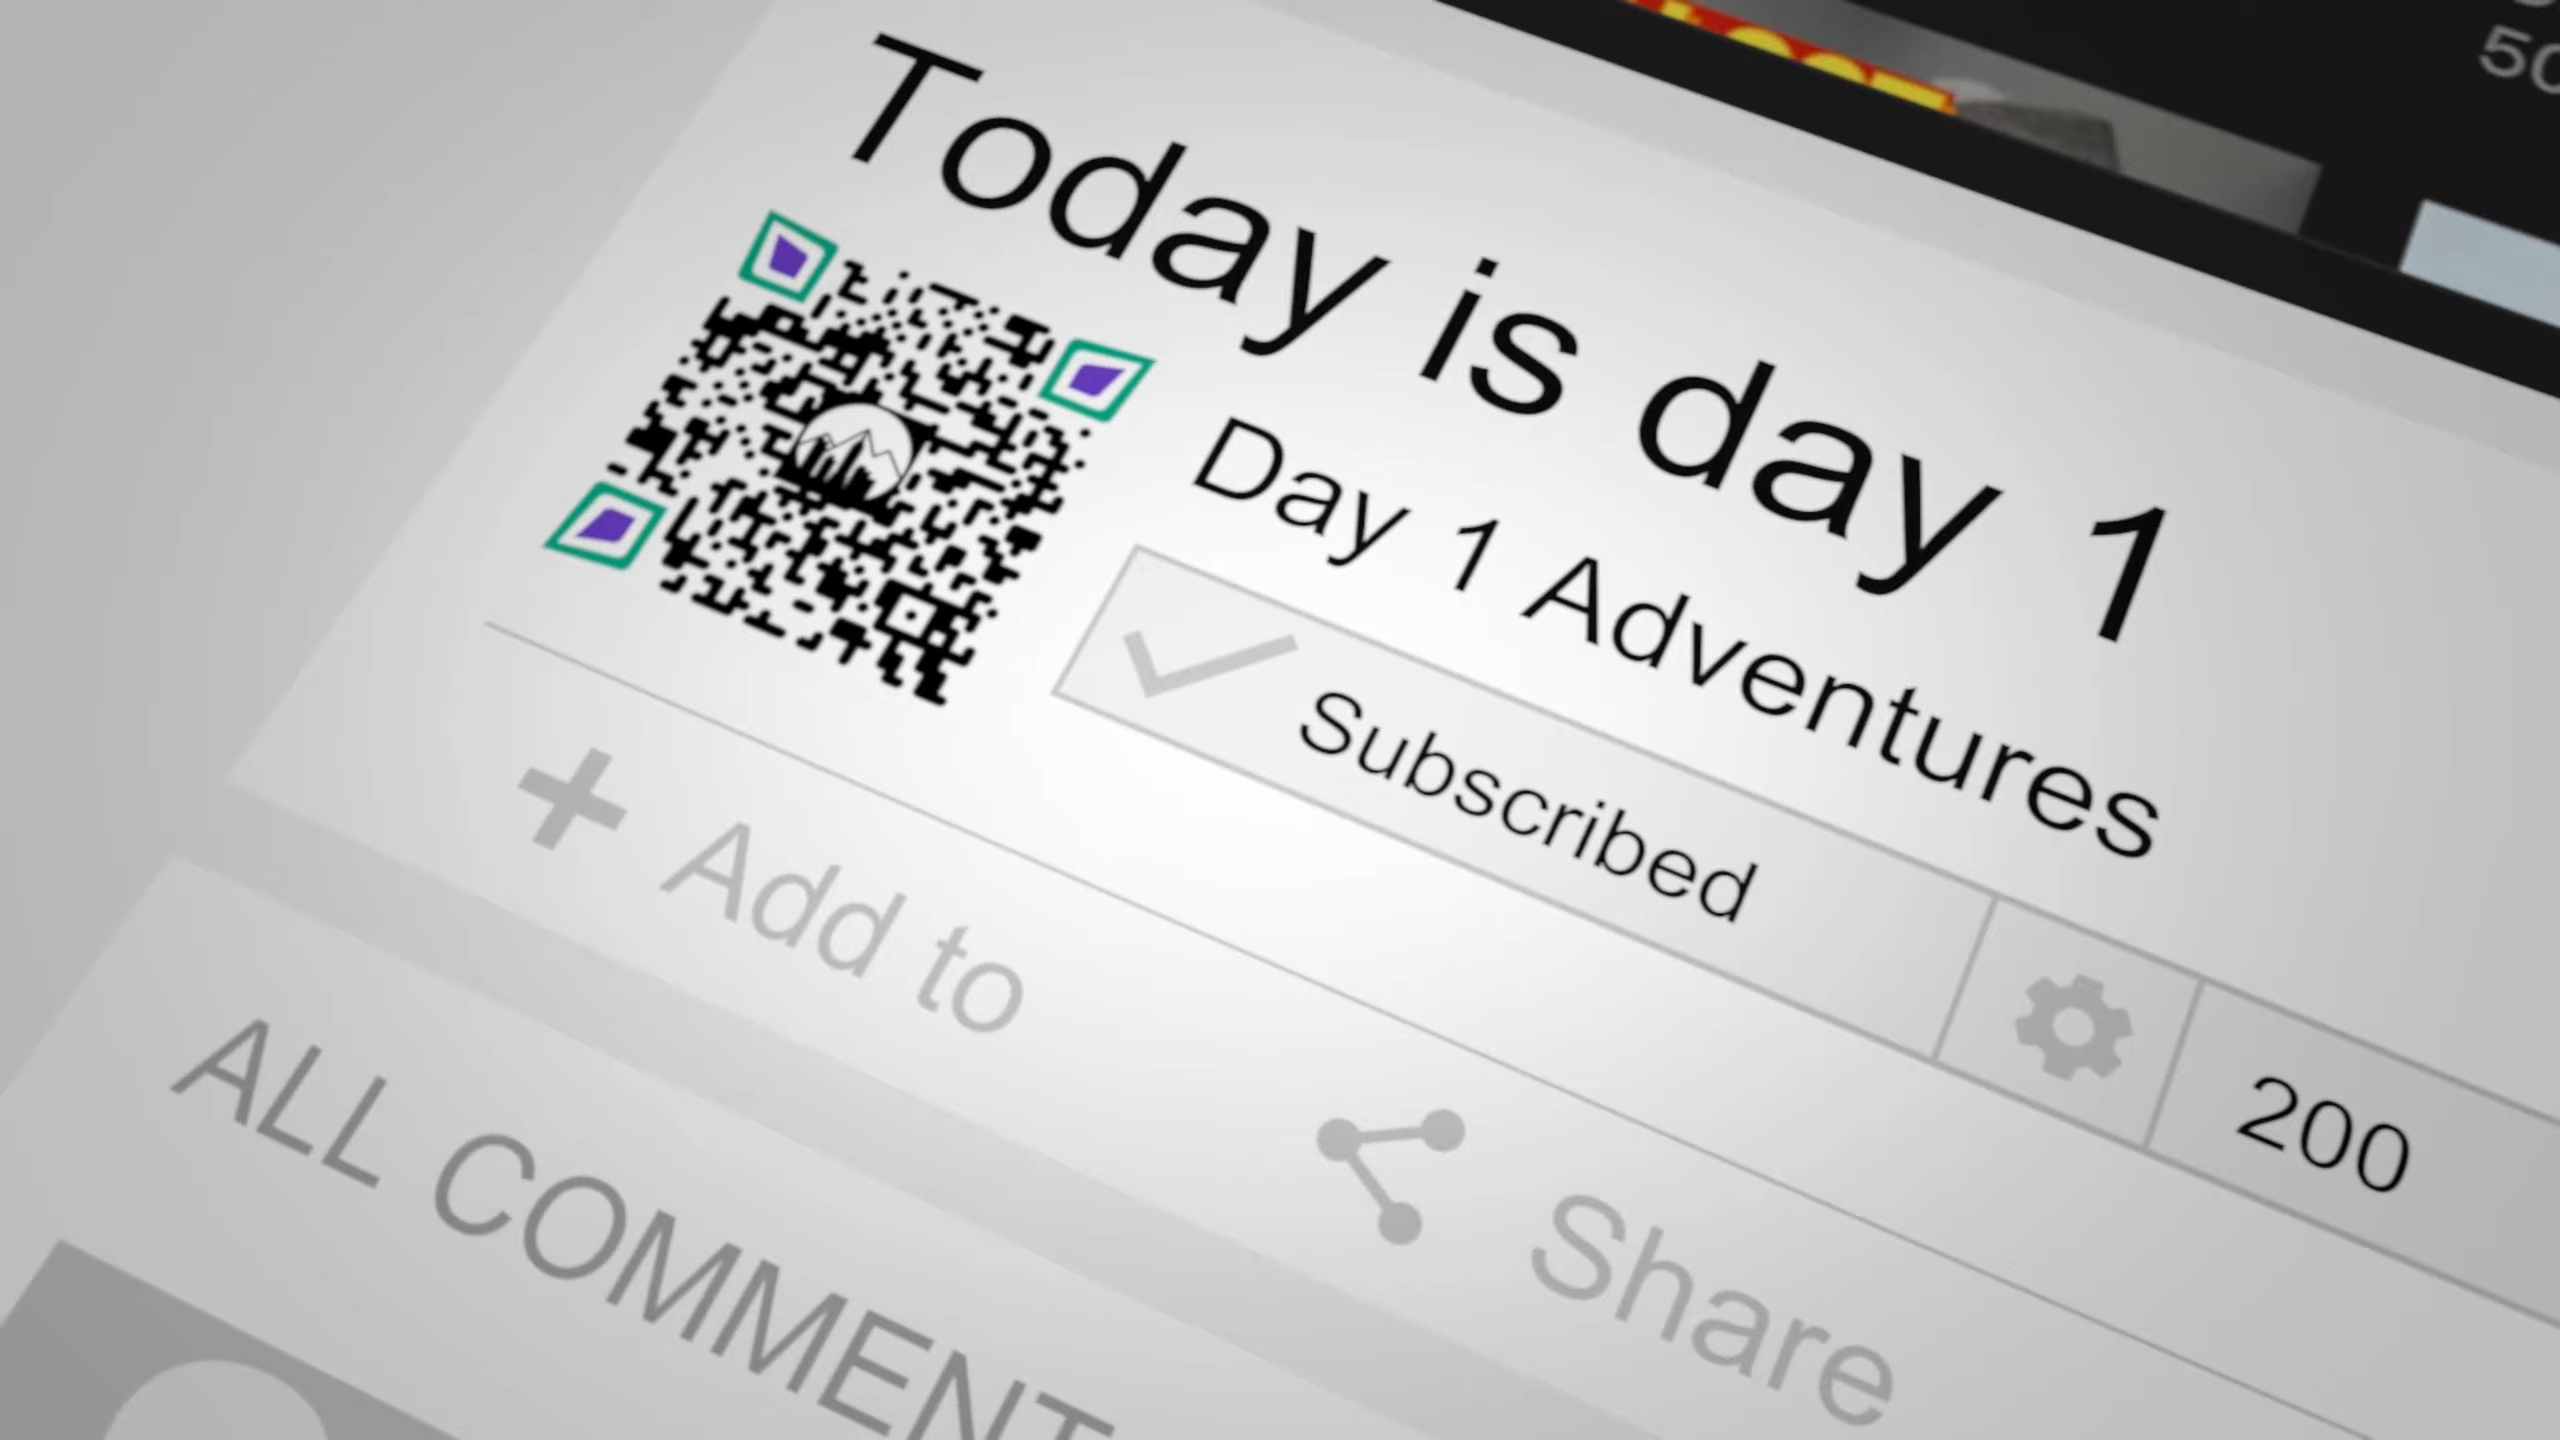 Today is day 1
Day 1 Adventures
Subscribed
200
Add to
Share
ALL COMMENT